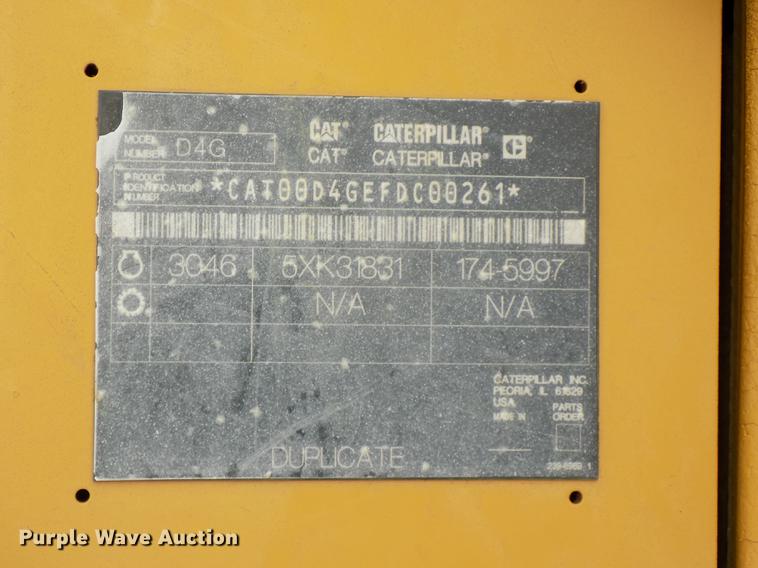 MODEL
NUMBER D4G
CAT® CATERPILLAR®
CAT® CATERPILLAR®
PRODUCT
IDENTIFICATION
NUMBER
*CAT00D4GEFDC00261*
3046 5XK31831 174-5997
N/A N/A
CATERPILLAR INC.
PEORIA, IL 61629
USA
MADE IN
PARTS
ORDER
DUPLICATE
Purple Wave Auction